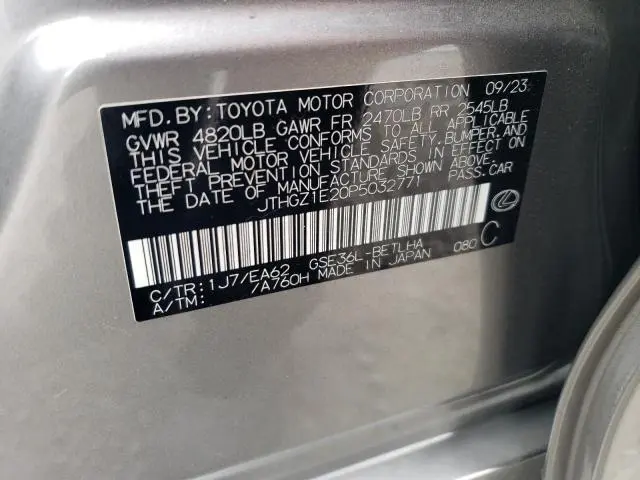 MFD. BY: TOYOTA MOTOR CORPORATION 09/23
GVWR 4820LB GAWR FR 2470LB RR 2545LB
THIS VEHICLE CONFORMS TO ALL APPLICABLE
FEDERAL MOTOR VEHICLE SAFETY, BUMPER, AND
THEFT PREVENTION STANDARDS IN EFFECT ON
THE DATE OF MANUFACTURE SHOWN ABOVE.
JTHGZ1E20P5032771 PASS. CAR
C/TR: 1J7/EA62 GSE36L-BETLHA 080 C
A/TM: /A760H MADE IN JAPAN